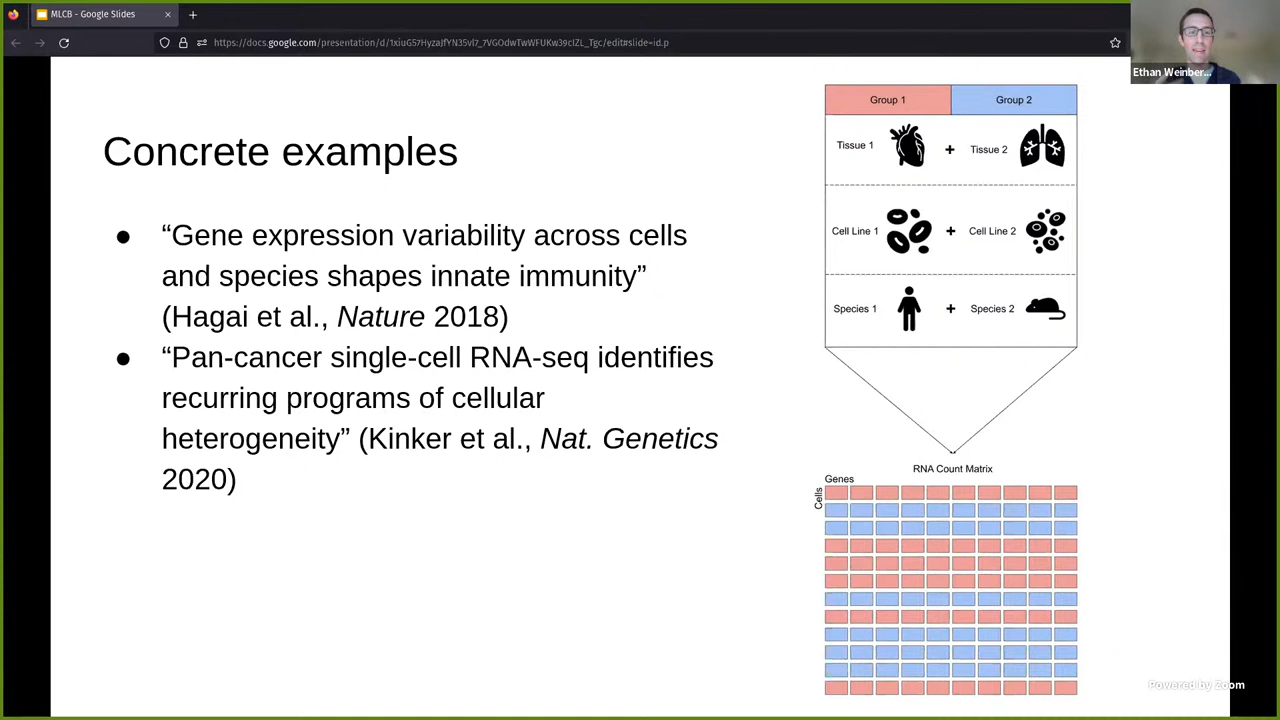 MLCB - Google Slides
https://docs.google.com/presentation/d/1xiuG57HyzaJfYN35vl7_7VGOdwTwWFUKw39cIZL_Tgc/edit#slide=id.p
Ethan Weinber...
Concrete examples
● “Gene expression variability across cells
and species shapes innate immunity”
(Hagai et al., Nature 2018)
● “Pan-cancer single-cell RNA-seq identifies
recurring programs of cellular
heterogeneity” (Kinker et al., Nat. Genetics
2020)
Group 1 Group 2
Tissue 1 + Tissue 2
Cell Line 1 + Cell Line 2
Species 1 + Species 2
RNA Count Matrix
Genes
Cells
Powered by Zoom